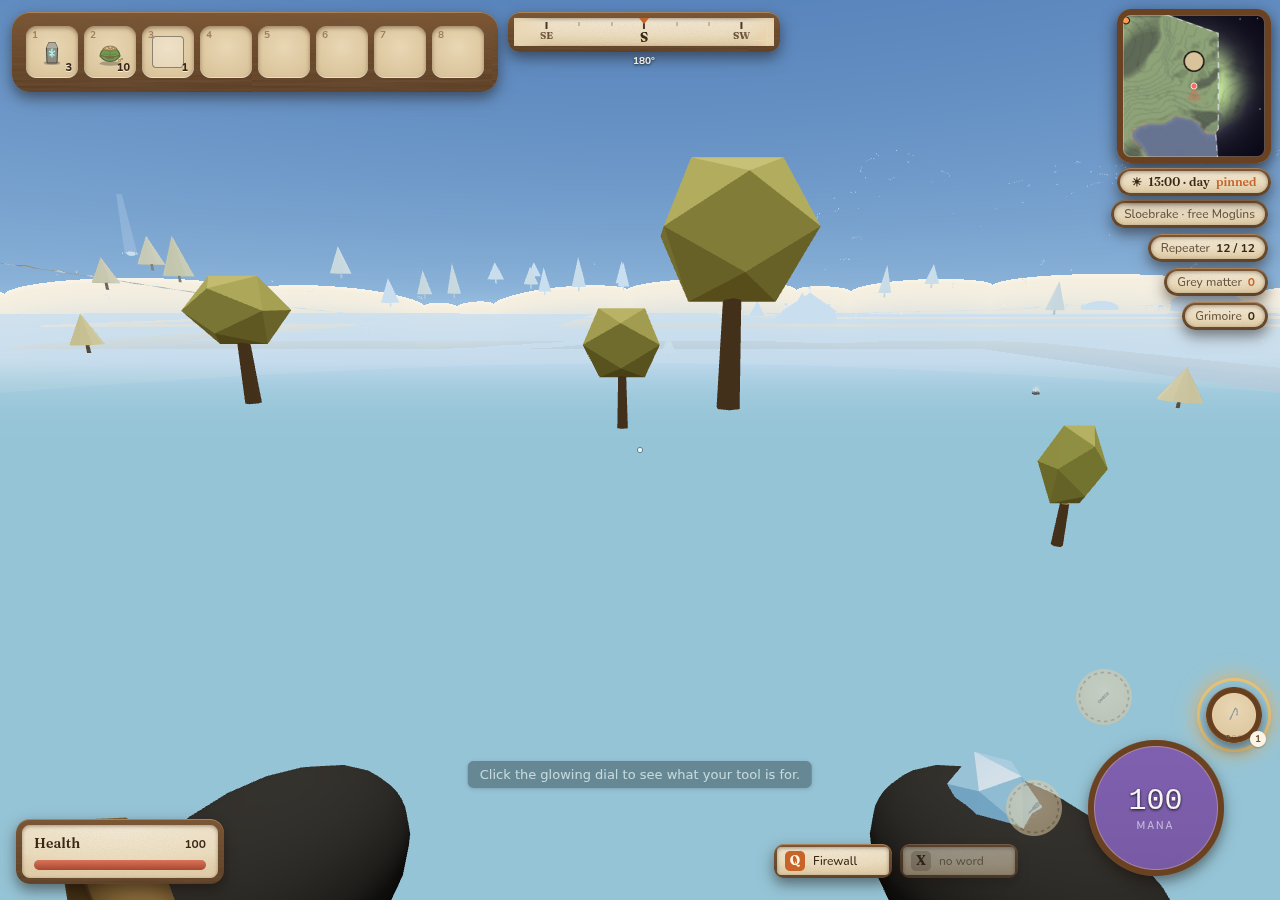 1
3
2
10
3
1
4
5
6
7
8
SE
S
SW
180°
☀ 13:00 · day pinned
Sloebrake · free Moglins
Repeater 12 / 12
Grey matter 0
Grimoire 0
1
Click the glowing dial to see what your tool is for.
100
MANA
Health 100
Q Firewall
X no word